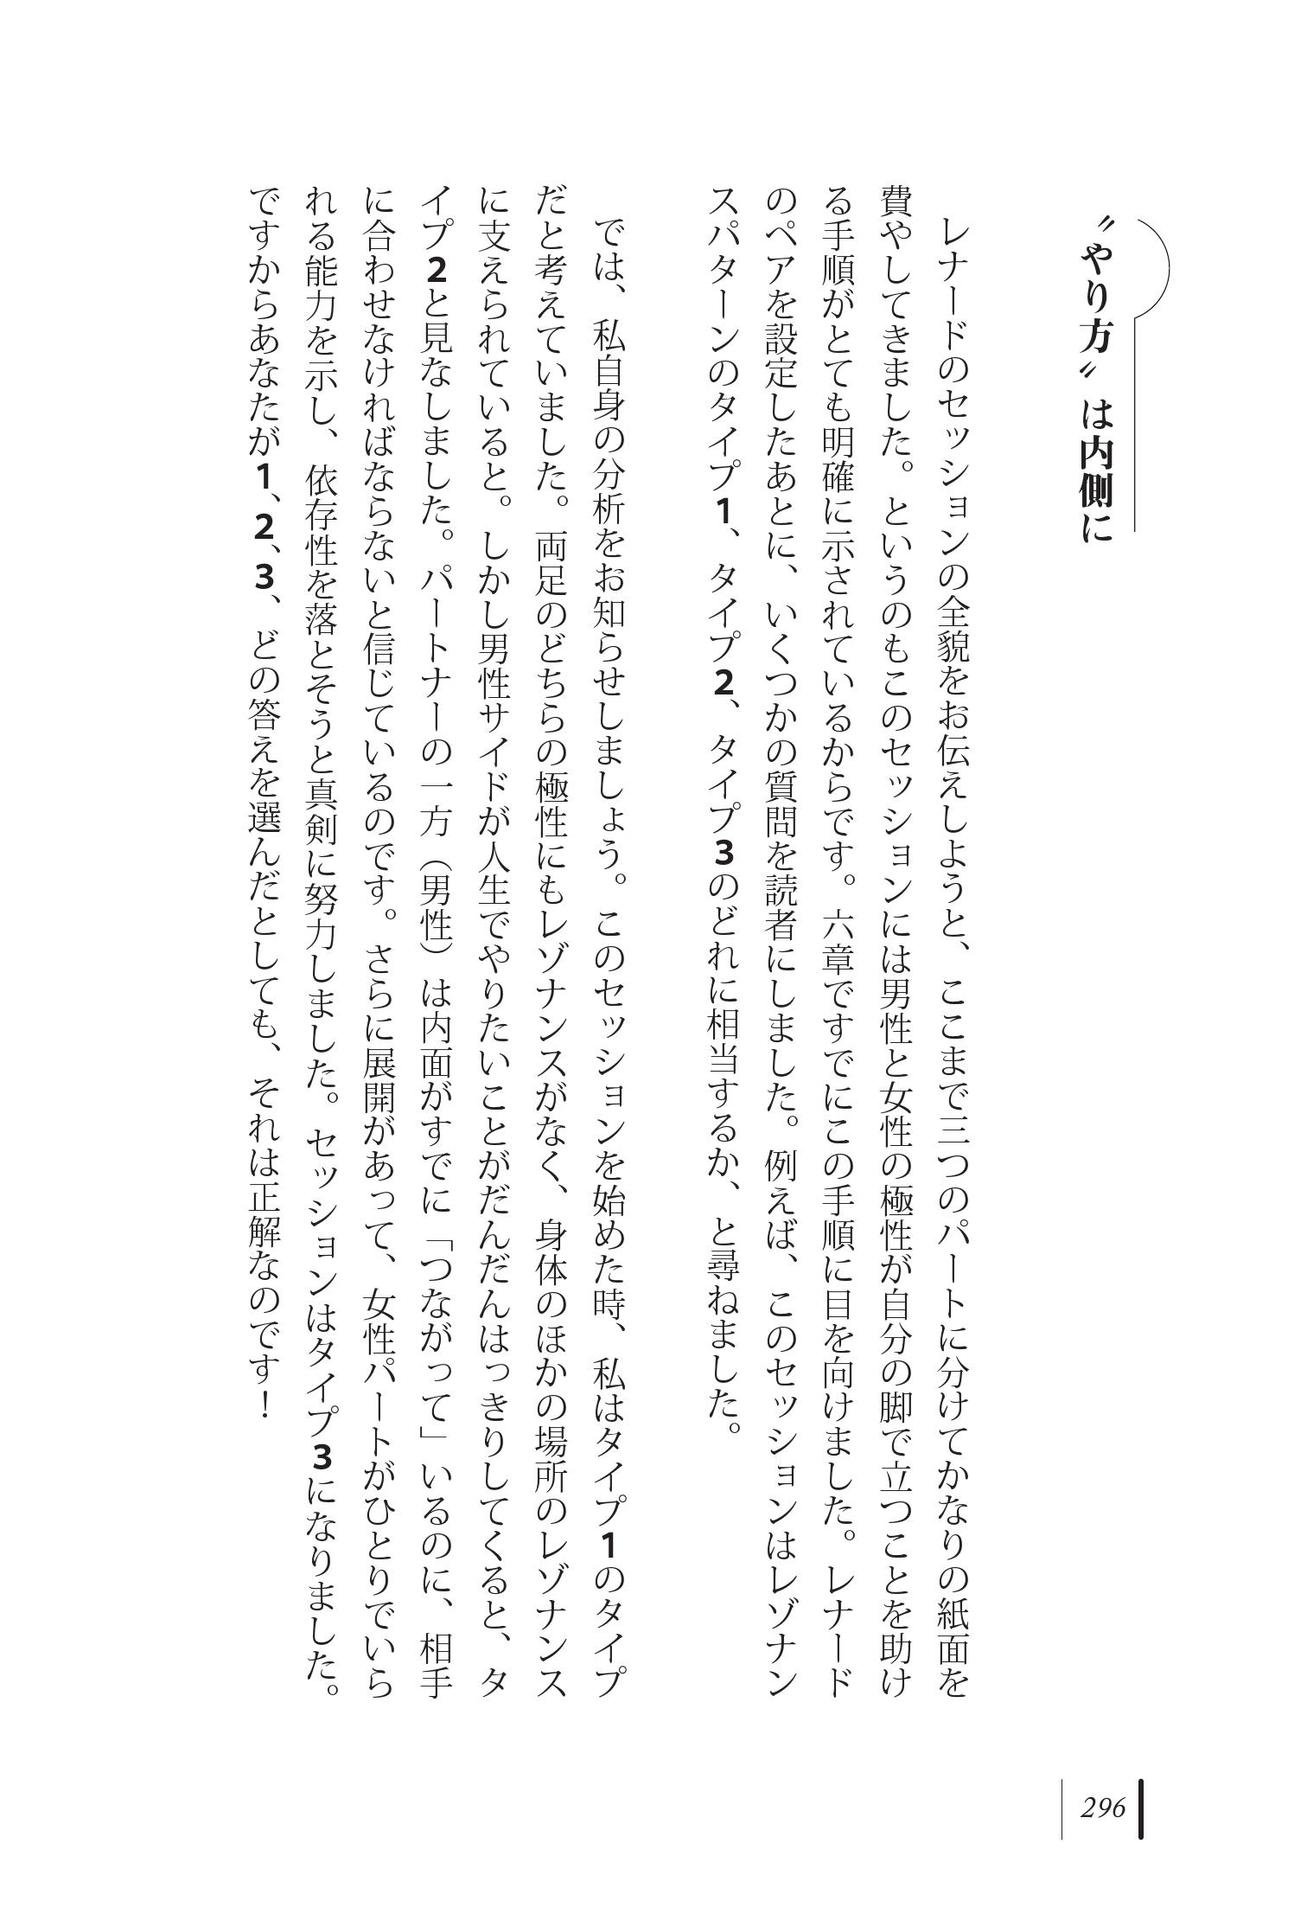 〝やり方〟は内側に
レナードのセッションの全貌をお伝えしようと、ここまで三つのパートに分けてかなりの紙面を
費やしてきました。というのもこのセッションには男性と女性の極性が自分の脚で立つことを助け
る手順がとても明確に示されているからです。六章ですでにこの手順に目を向けました。レナード
のペアを設定したあとに、いくつかの質問を読者にしました。例えば、このセッションはレゾナン
スパターンのタイプ1、タイプ2、タイプ3のどれに相当するか、と尋ねました。
では、私自身の分析をお知らせしましょう。このセッションを始めた時、私はタイプ1のタイプ
だと考えていました。両足のどちらの極性にもレゾナンスがなく、身体のほかの場所のレゾナンス
に支えられていると。しかし男性サイドが人生でやりたいことがだんだんはっきりしてくると、タ
イプ2と見なしました。パートナーの一方（男性）は内面がすでに「つながって」いるのに、相手
に合わせなければならないと信じているのです。さらに展開があって、女性パートがひとりでいら
れる能力を示し、依存性を落とそうと真剣に努力しました。セッションはタイプ3になりました。
ですからあなたが1、2、3、どの答えを選んだとしても、それは正解なのです！
296